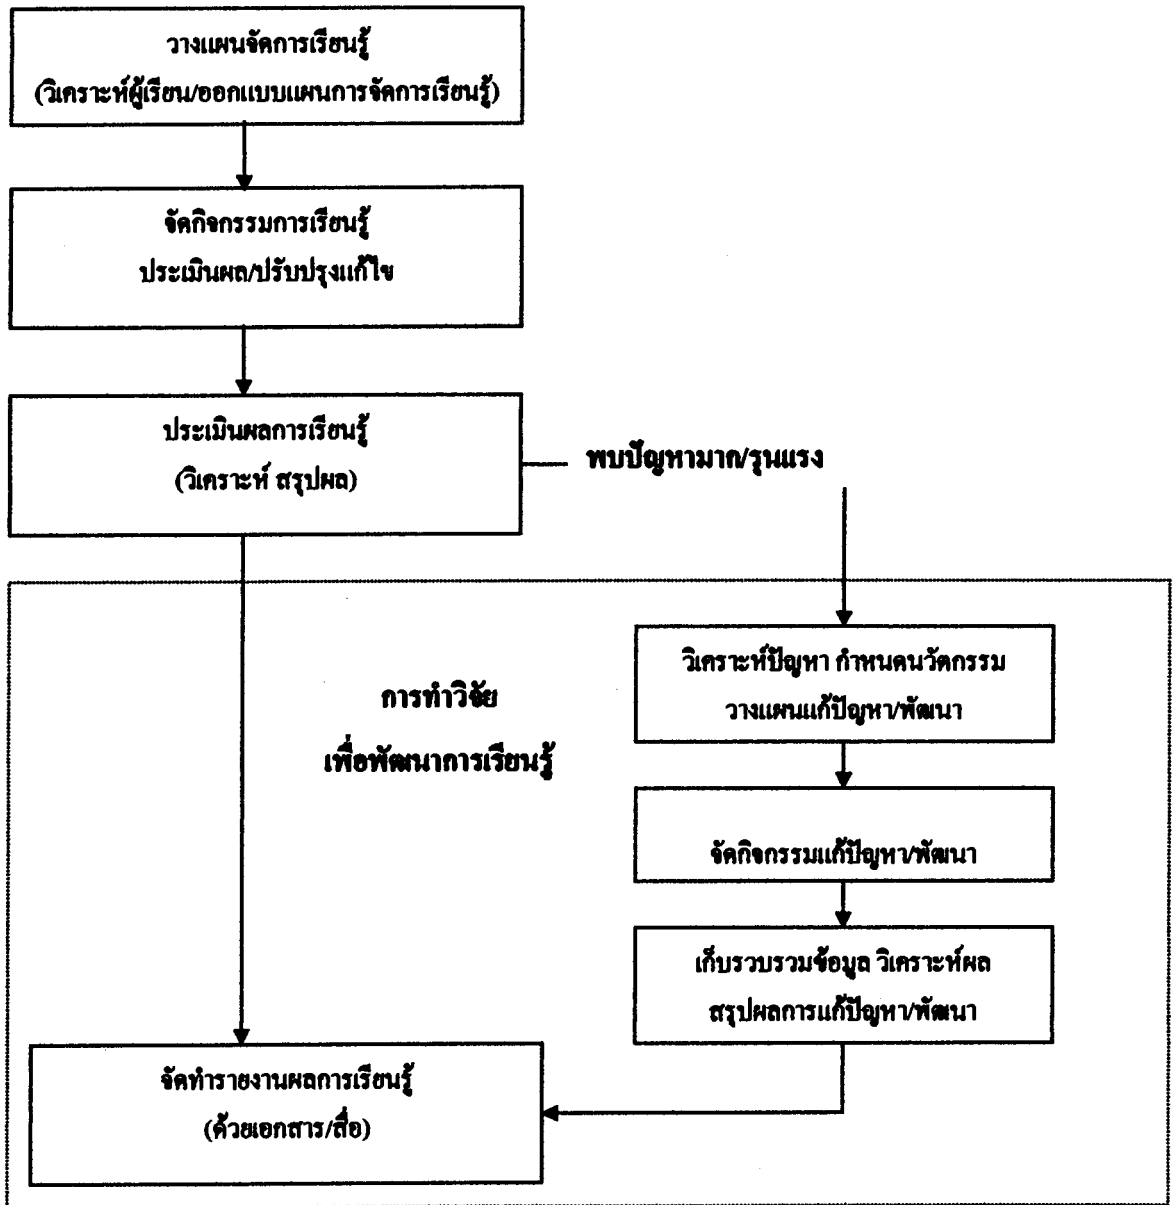 วางแผนจัดการเรียนรู้
(วิเคราะห์ผู้เรียน/ออกแบบแผนการจัดการเรียนรู้)
จัดกิจกรรมการเรียนรู้
ประเมินผล/ปรับปรุงแก้ไข
ประเมินผลการเรียนรู้
(วิเคราะห์ สรุปผล)
พบปัญหามาก/รุนแรง
วิเคราะห์ปัญหา กำหนดนวัตกรรม
วางแผนแก้ปัญหา/พัฒนา
การทำวิจัย
เพื่อพัฒนาการเรียนรู้
จัดกิจกรรมแก้ปัญหา/พัฒนา
เก็บรวบรวมข้อมูล วิเคราะห์ผล
สรุปผลการแก้ปัญหา/พัฒนา
จัดทำรายงานผลการเรียนรู้
(ด้วยเอกสาร/สื่อ)